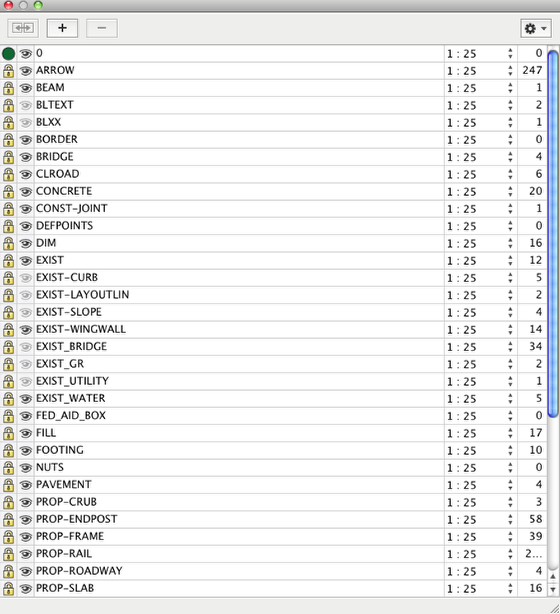 0 1 : 25 0
ARROW 1 : 25 247
BEAM 1 : 25 1
BLTEXT 1 : 25 2
BLXX 1 : 25 1
BORDER 1 : 25 0
BRIDGE 1 : 25 4
CLROAD 1 : 25 6
CONCRETE 1 : 25 20
CONST-JOINT 1 : 25 1
DEFPOINTS 1 : 25 0
DIM 1 : 25 16
EXIST 1 : 25 12
EXIST-CURB 1 : 25 5
EXIST-LAYOUTLIN 1 : 25 2
EXIST-SLOPE 1 : 25 4
EXIST-WINGWALL 1 : 25 14
EXIST_BRIDGE 1 : 25 34
EXIST_GR 1 : 25 2
EXIST_UTILITY 1 : 25 1
EXIST_WATER 1 : 25 5
FED_AID_BOX 1 : 25 0
FILL 1 : 25 17
FOOTING 1 : 25 10
NUTS 1 : 25 0
PAVEMENT 1 : 25 4
PROP-CRUB 1 : 25 3
PROP-ENDPOST 1 : 25 58
PROP-FRAME 1 : 25 39
PROP-RAIL 1 : 25 2...
PROP-ROADWAY 1 : 25 4
PROP-SLAB 1 : 25 16